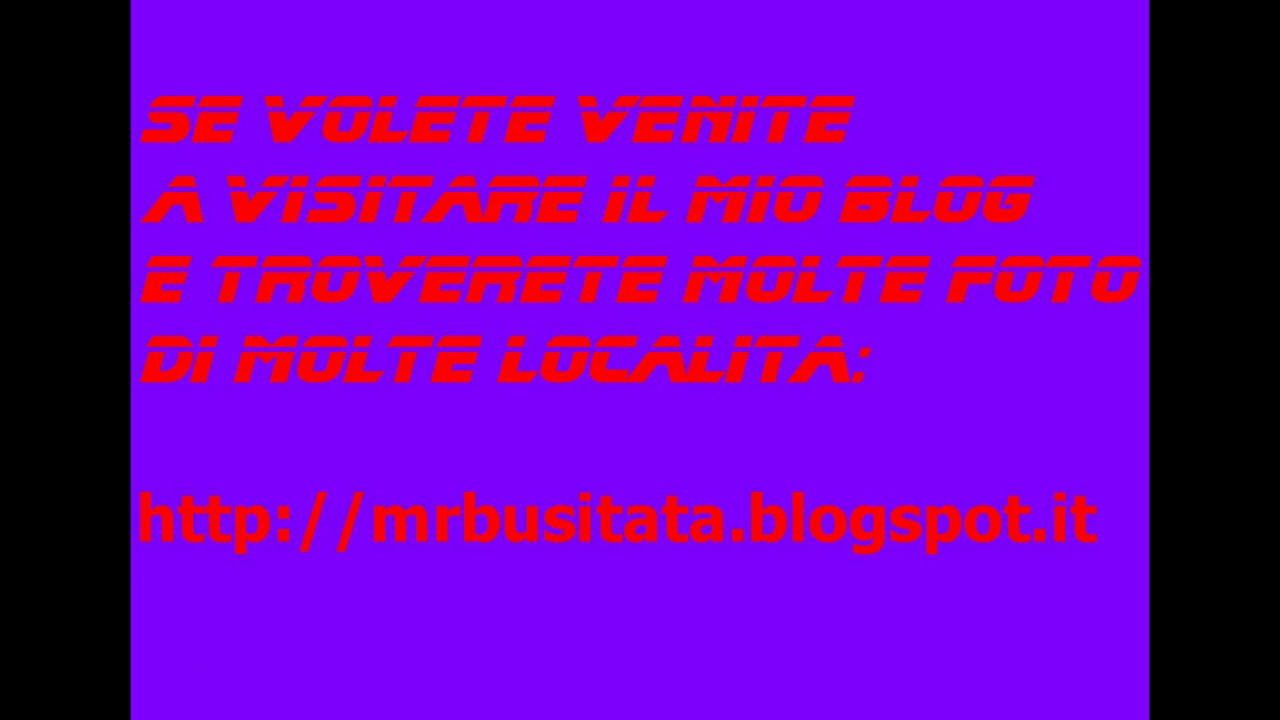 SE VOLETE VENITE
A VISITARE IL MIO BLOG
E TROVERETE MOLTE FOTO
DI MOLTE LOCALITA:
http://mrbusitata.blogspot.it